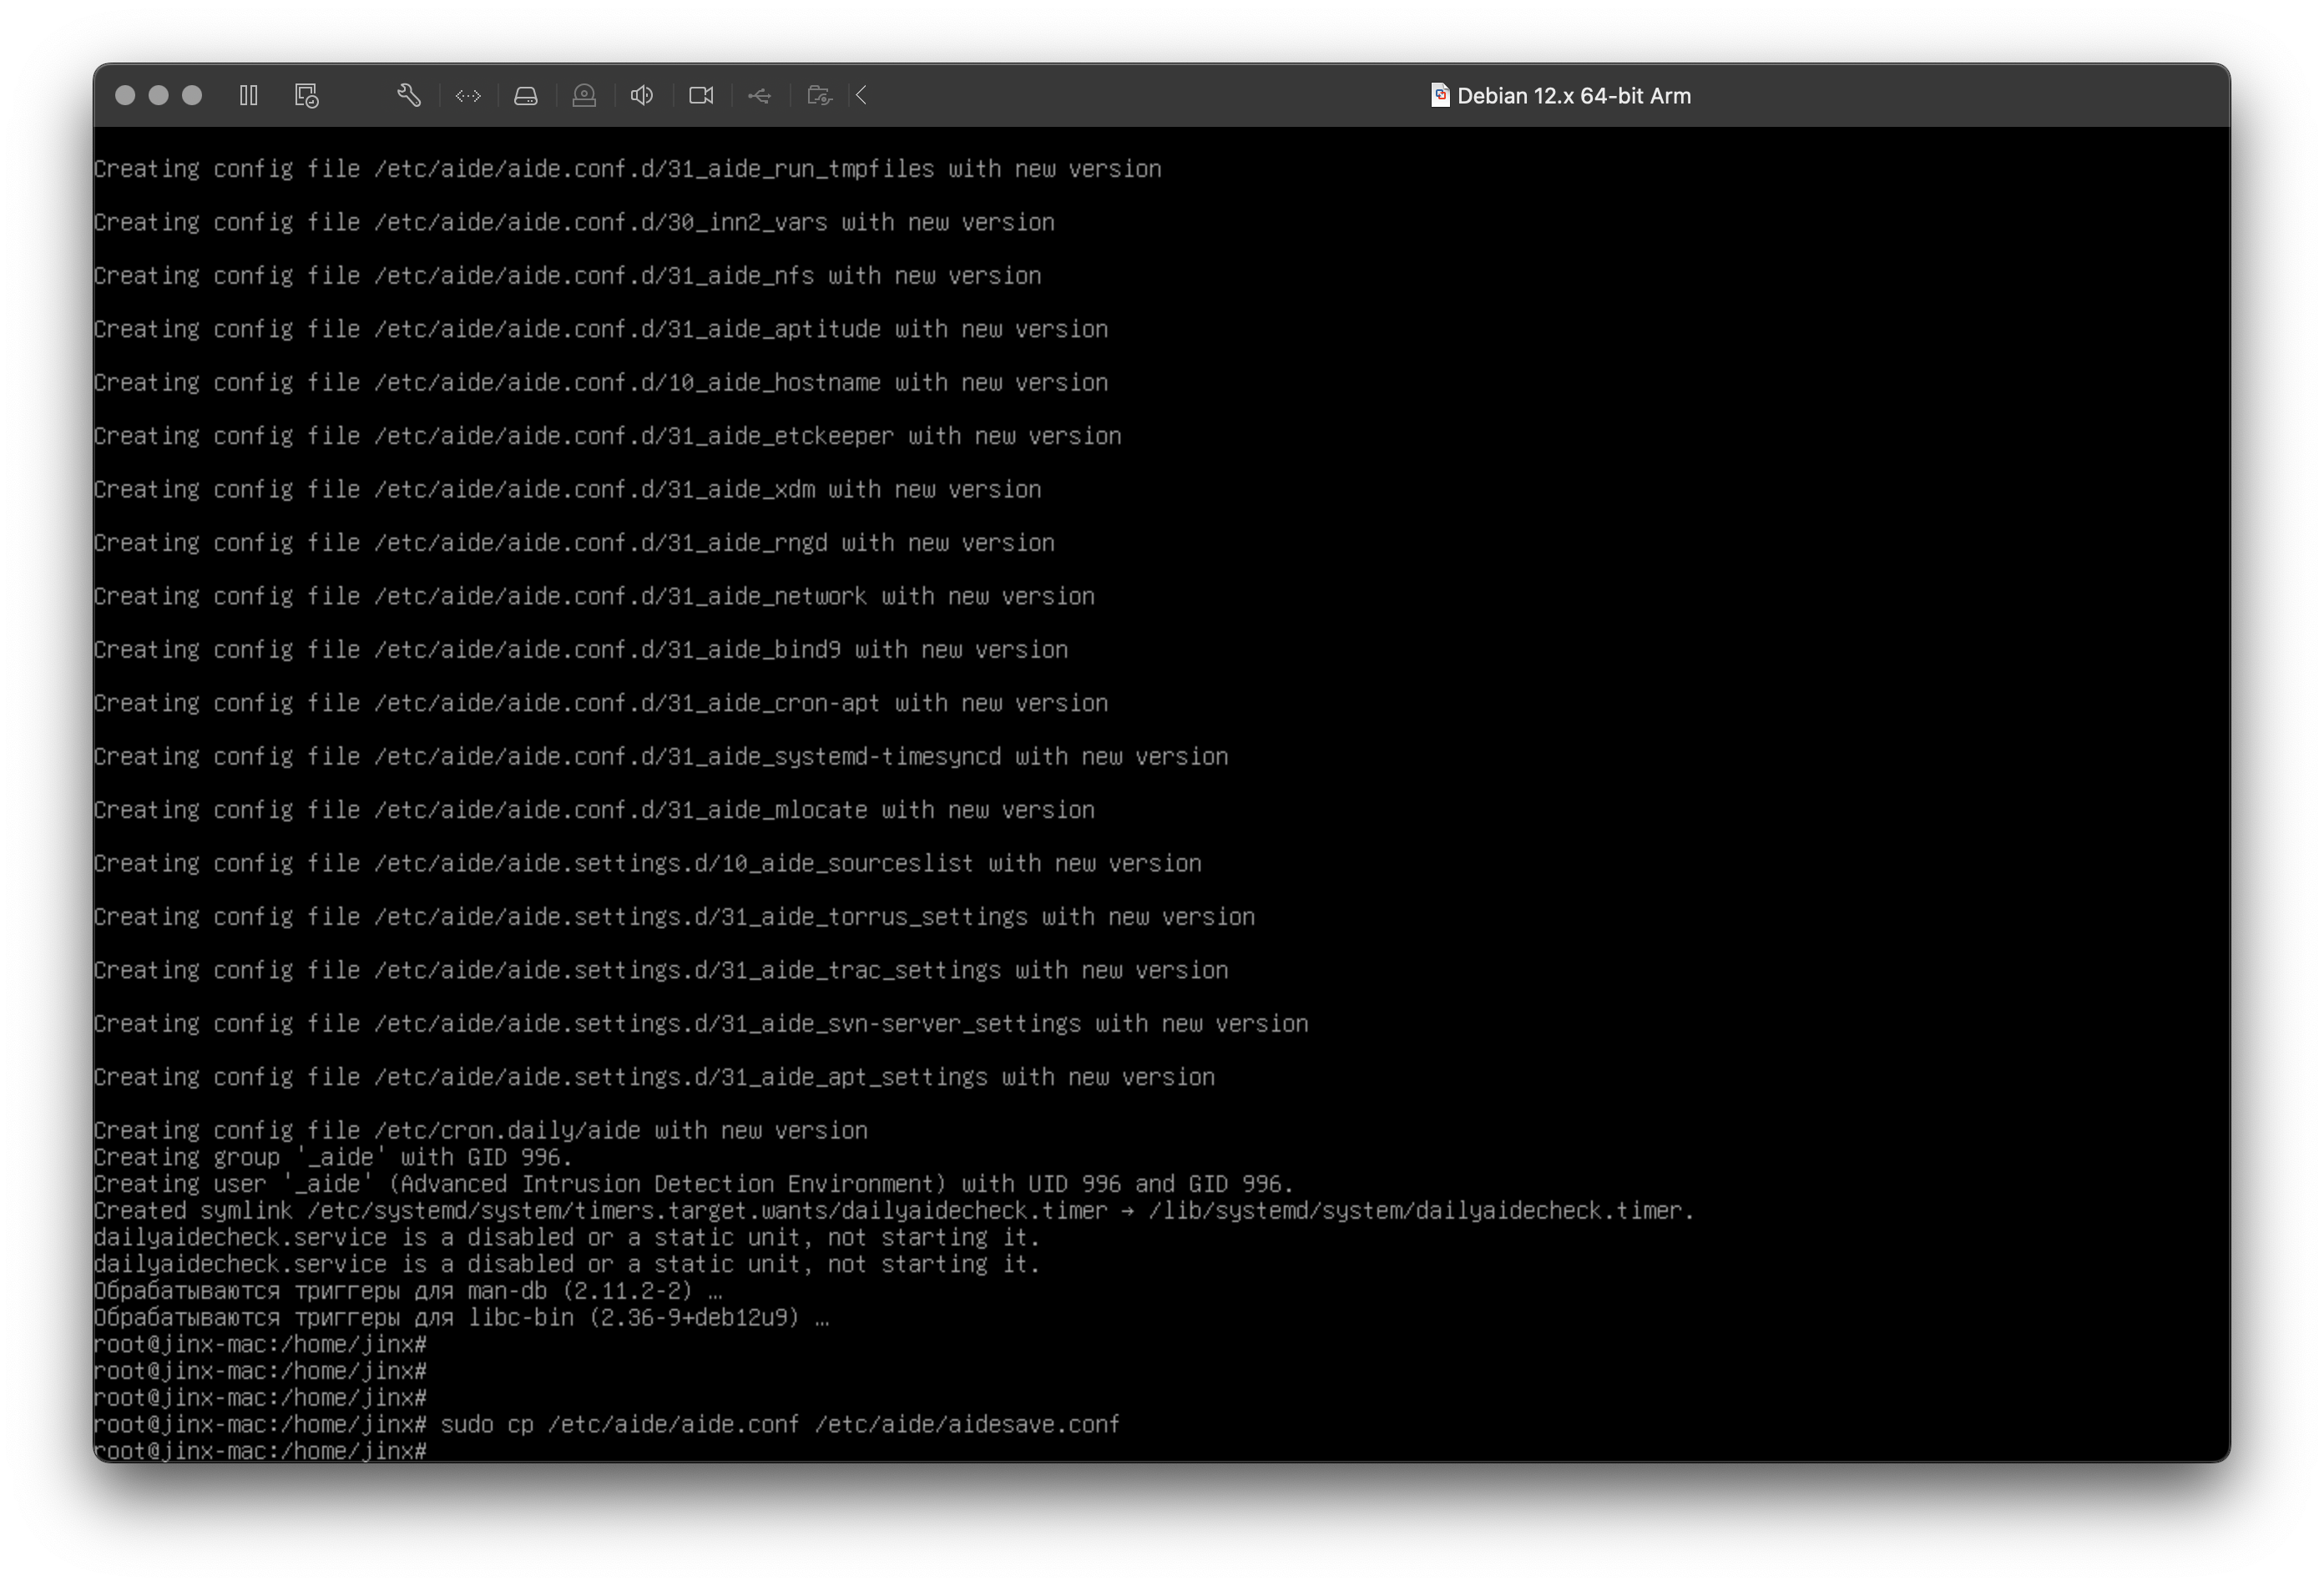 Debian 12.x 64-bit Arm
Creating config file /etc/aide/aide.conf.d/31_aide_run_tmpfiles with new version
Creating config file /etc/aide/aide.conf.d/30_inn2_vars with new version
Creating config file /etc/aide/aide.conf.d/31_aide_nfs with new version
Creating config file /etc/aide/aide.conf.d/31_aide_aptitude with new version
Creating config file /etc/aide/aide.conf.d/10_aide_hostname with new version
Creating config file /etc/aide/aide.conf.d/31_aide_etckeeper with new version
Creating config file /etc/aide/aide.conf.d/31_aide_xdm with new version
Creating config file /etc/aide/aide.conf.d/31_aide_rngd with new version
Creating config file /etc/aide/aide.conf.d/31_aide_network with new version
Creating config file /etc/aide/aide.conf.d/31_aide_bind9 with new version
Creating config file /etc/aide/aide.conf.d/31_aide_cron-apt with new version
Creating config file /etc/aide/aide.conf.d/31_aide_systemd-timesyncd with new version
Creating config file /etc/aide/aide.conf.d/31_aide_mlocate with new version
Creating config file /etc/aide/aide.settings.d/10_aide_sourceslist with new version
Creating config file /etc/aide/aide.settings.d/31_aide_torrus_settings with new version
Creating config file /etc/aide/aide.settings.d/31_aide_trac_settings with new version
Creating config file /etc/aide/aide.settings.d/31_aide_svn-server_settings with new version
Creating config file /etc/aide/aide.settings.d/31_aide_apt_settings with new version
Creating config file /etc/cron.daily/aide with new version
Creating group '_aide' with GID 996.
Creating user '_aide' (Advanced Intrusion Detection Environment) with UID 996 and GID 996.
Created symlink /etc/systemd/system/timers.target.wants/dailyaidecheck.timer → /lib/systemd/system/dailyaidecheck.timer.
dailyaidecheck.service is a disabled or a static unit, not starting it.
dailyaidecheck.service is a disabled or a static unit, not starting it.
Обрабатываются триггеры для man-db (2.11.2-2) …
Обрабатываются триггеры для libc-bin (2.36-9+deb12u9) …
root@jinx-mac:/home/jinx#
root@jinx-mac:/home/jinx#
root@jinx-mac:/home/jinx#
root@jinx-mac:/home/jinx# sudo cp /etc/aide/aide.conf /etc/aide/aidesave.conf
root@jinx-mac:/home/jinx#